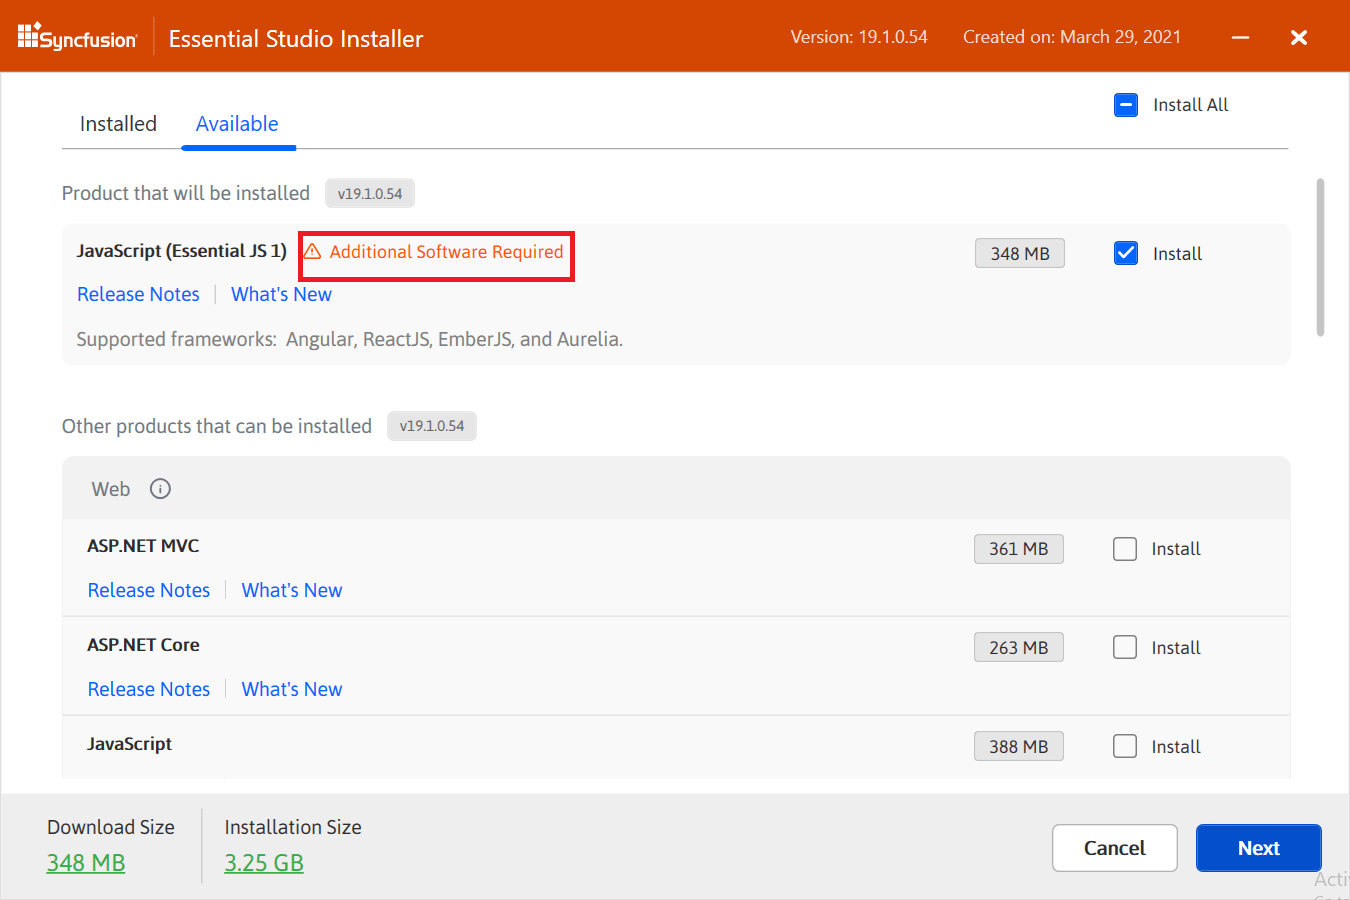 Syncfusion Essential Studio Installer Version: 19.1.0.54 Created on: March 29, 2021
Install All
Installed Available
Product that will be installed v19.1.0.54
JavaScript (Essential JS 1) Additional Software Required 348 MB Install
Release Notes What's New
Supported frameworks: Angular, ReactJS, EmberJS, and Aurelia.
Other products that can be installed v19.1.0.54
Web
ASP.NET MVC 361 MB Install
Release Notes What's New
ASP.NET Core 263 MB Install
Release Notes What's New
JavaScript 388 MB Install
Download Size Installation Size
348 MB 3.25 GB
Cancel Next